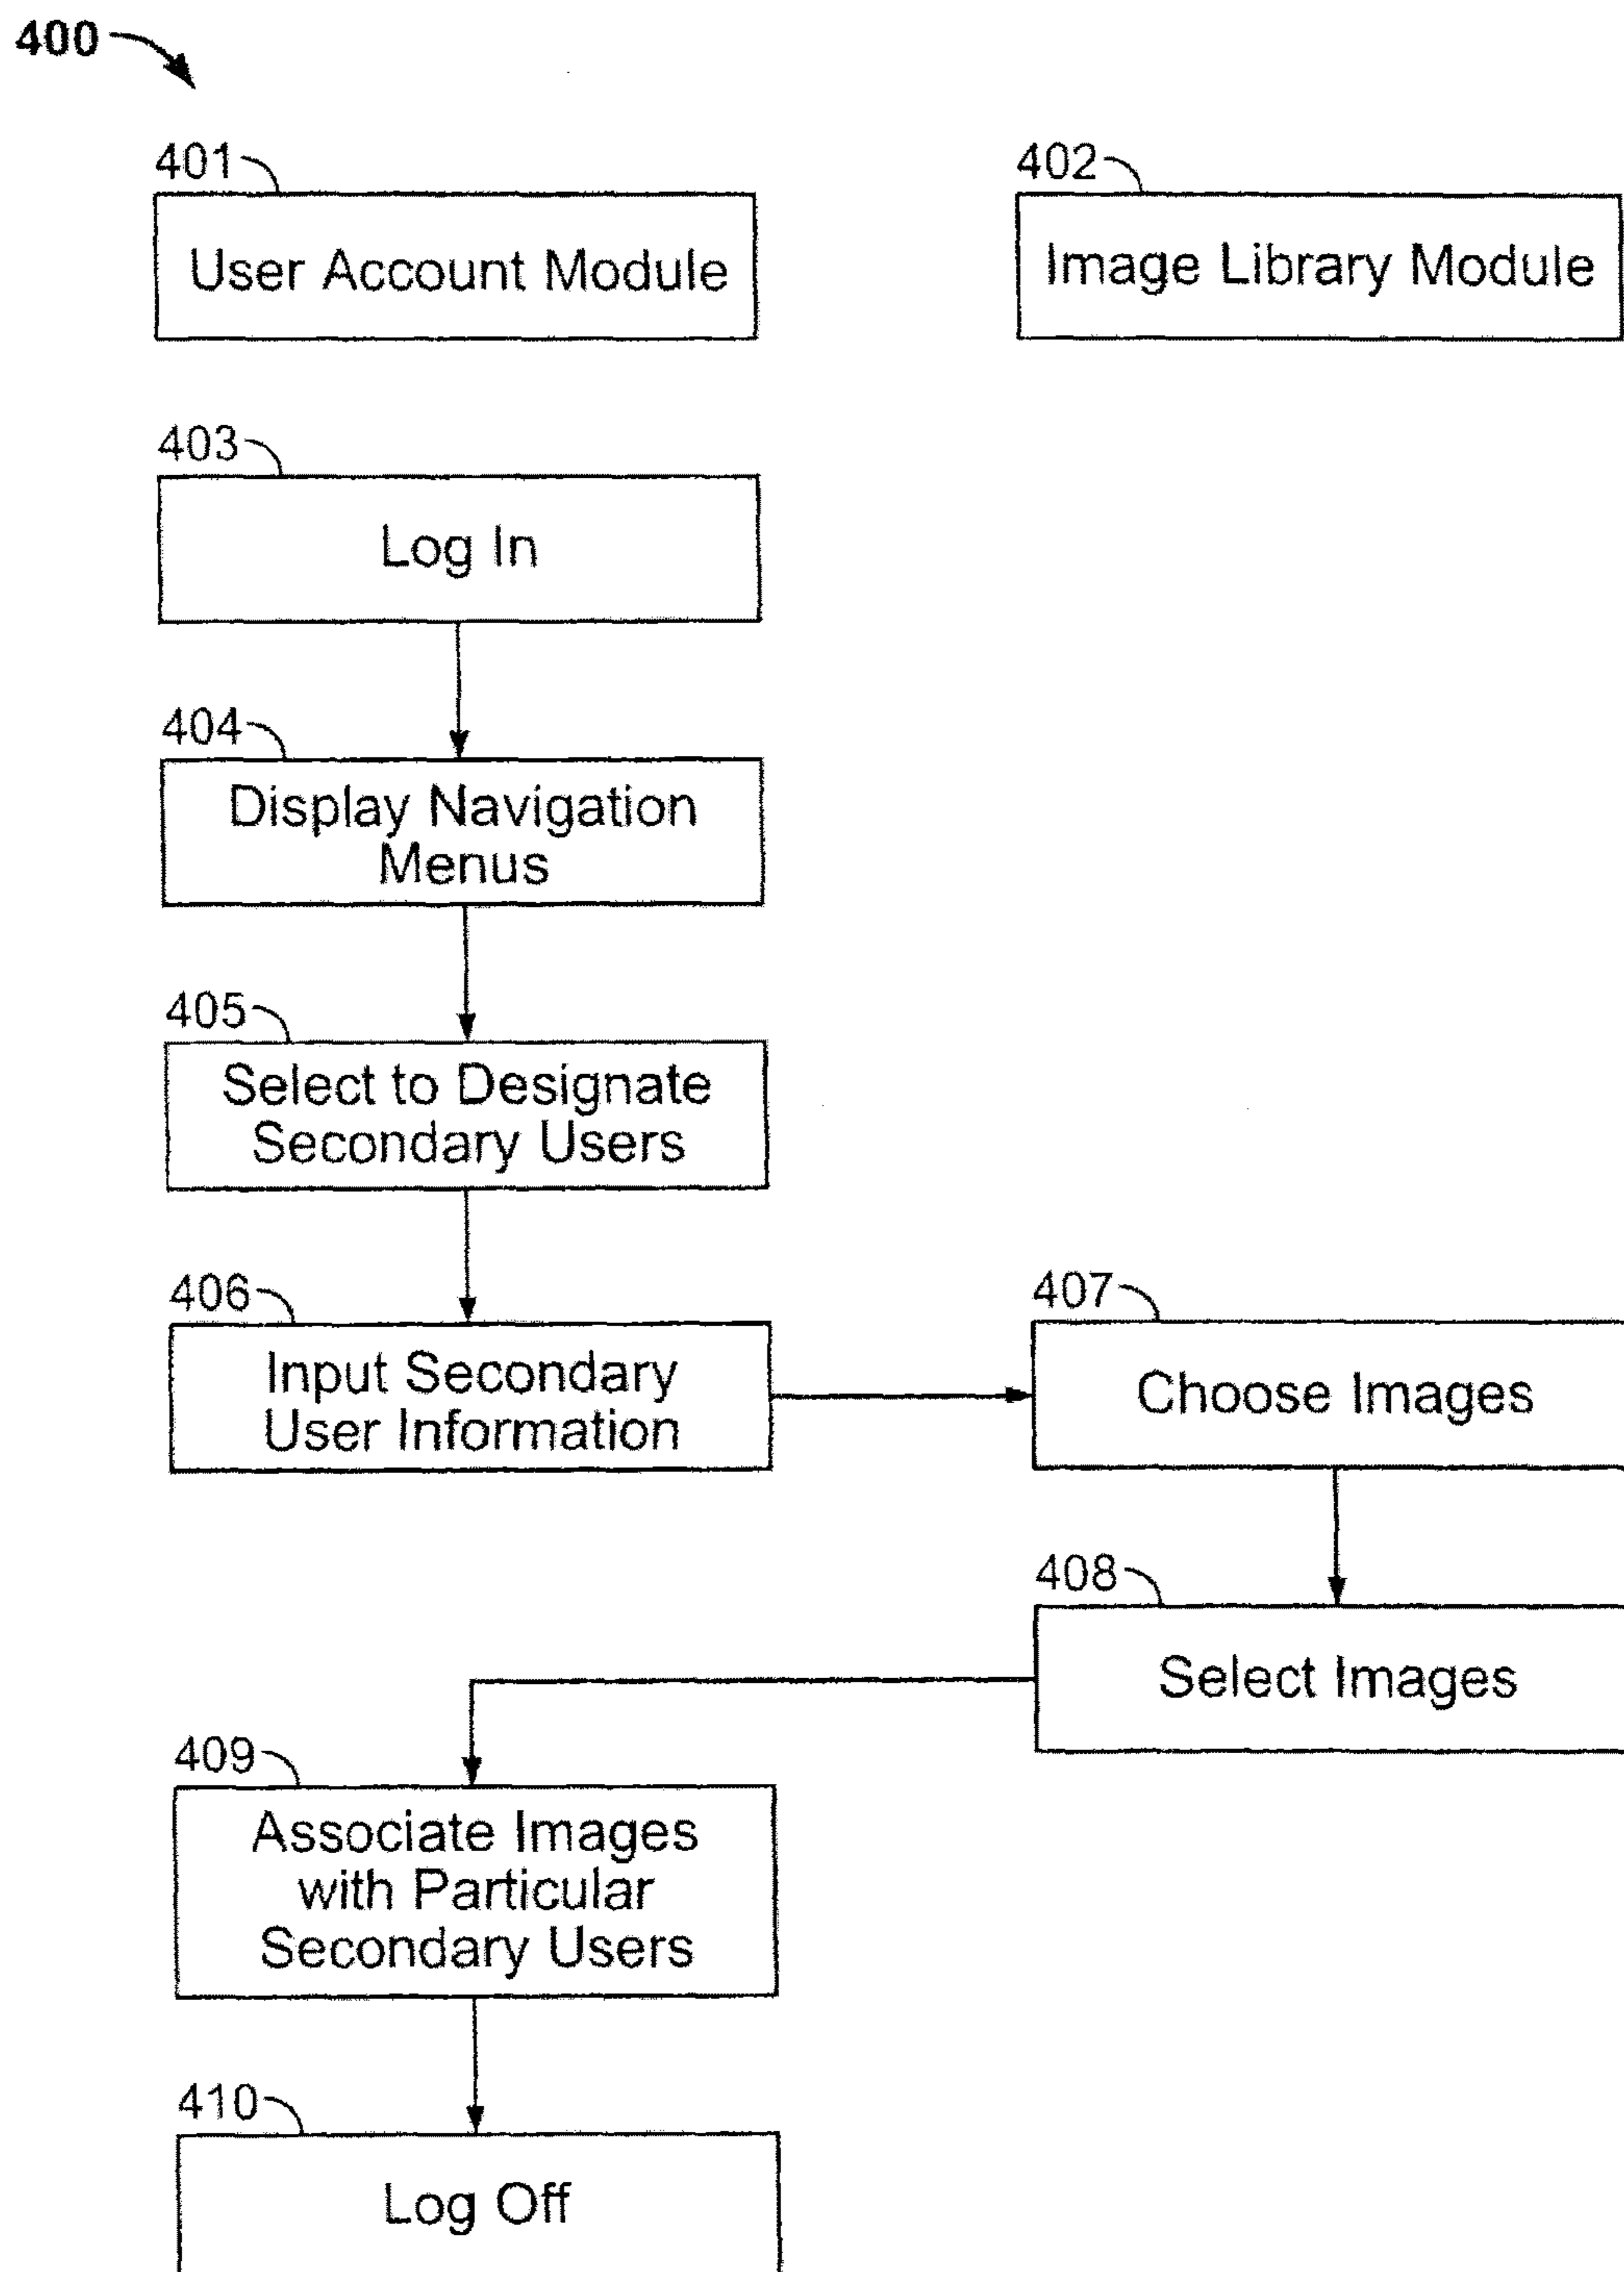 400
401
User Account Module
402
Image Library Module
403
Log In
404
Display Navigation
Menus
405
Select to Designate
Secondary Users
406
Input Secondary
User Information
407
Choose Images
408
Select Images
409
Associate Images
with Particular
Secondary Users
410
Log Off